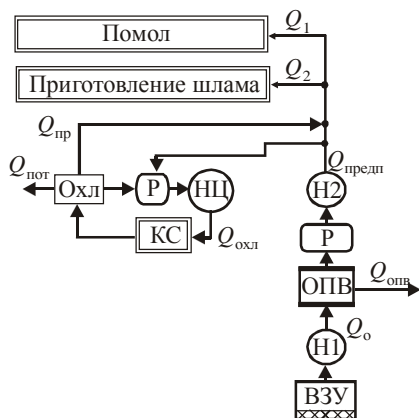 Q₁
Помол
Q₂
Приготовление шлама
Qпр
Qпредп
Qпот
Охл
Р
НЦ
Н2
КС
Qохл
Р
ОПВ
Qопв
Qо
Н1
ВЗУ